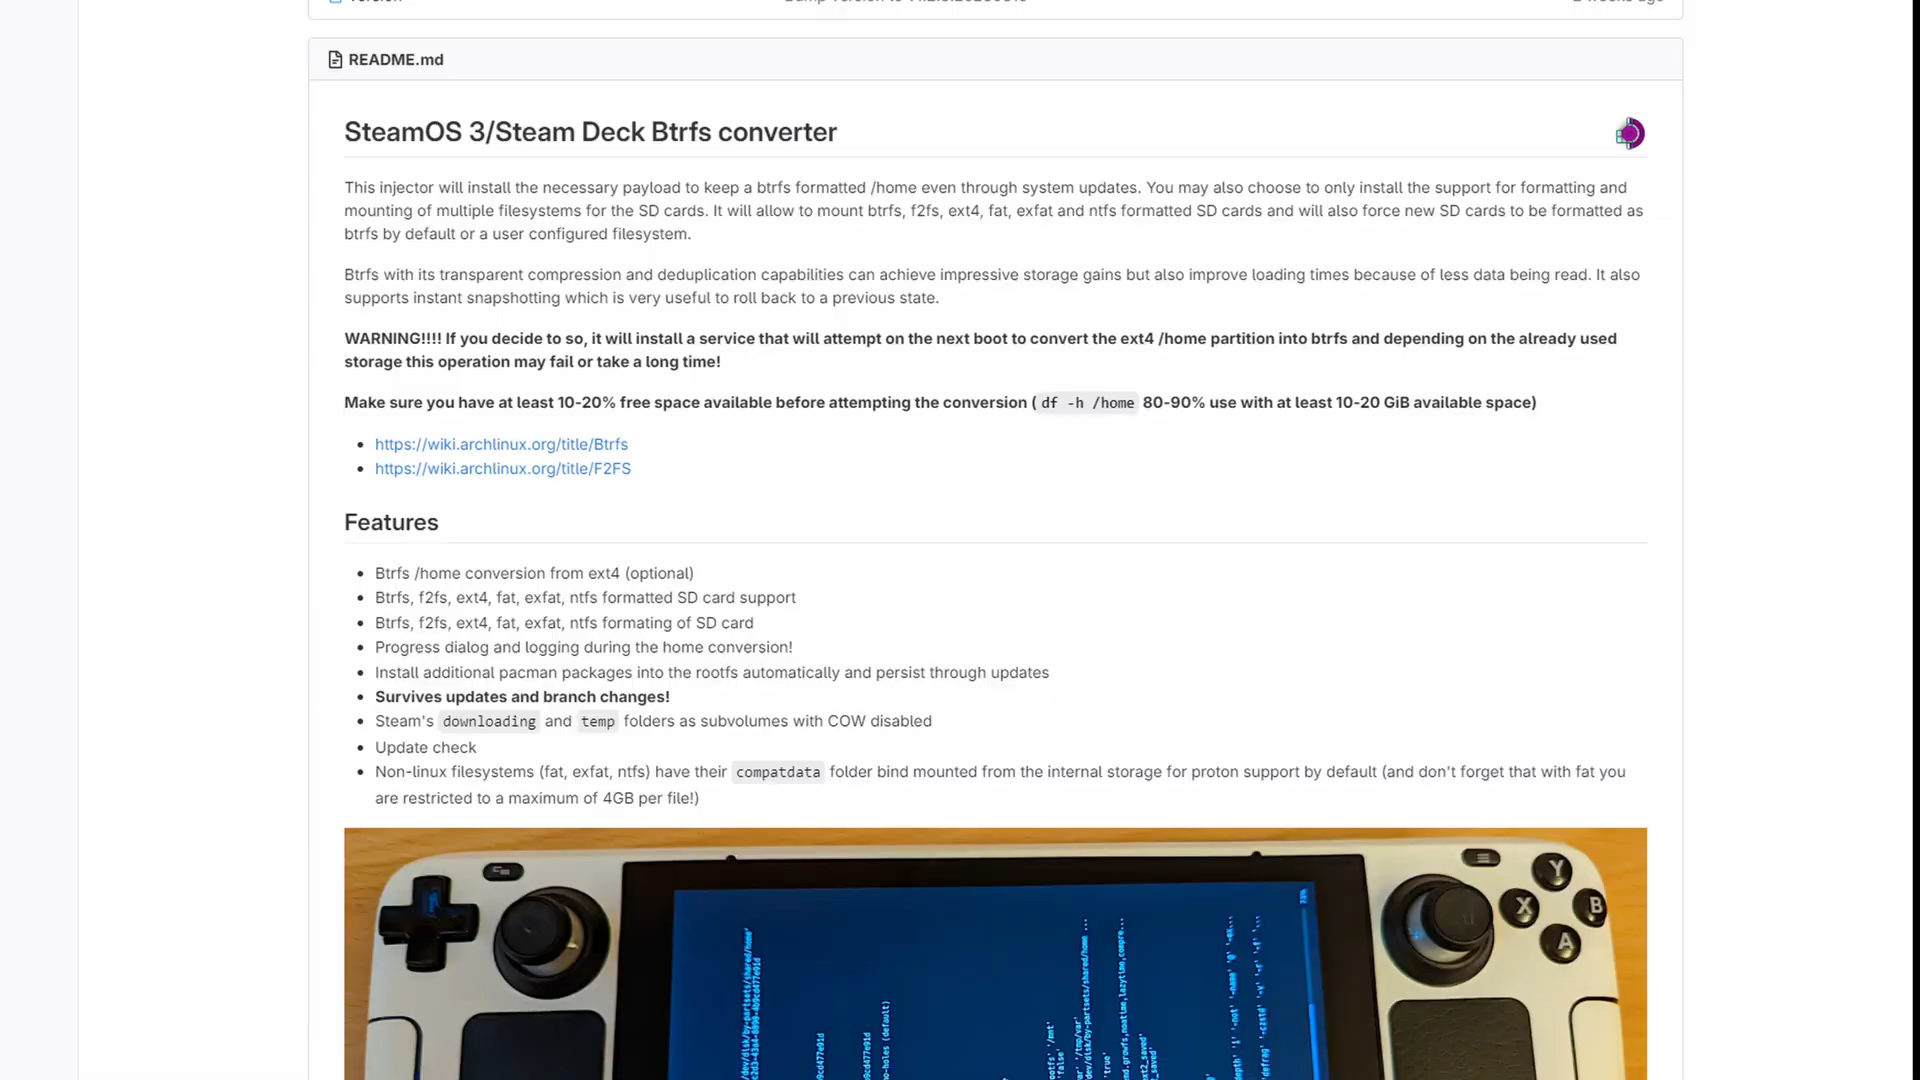 README.md
SteamOS 3/Steam Deck Btrfs converter
This injector will install the necessary payload to keep a btrfs formatted /home even through system updates. You may also choose to only install the support for formatting and
mounting of multiple filesystems for the SD cards. It will allow to mount btrfs, f2fs, ext4, fat, exfat and ntfs formatted SD cards and will also force new SD cards to be formatted as
btrfs by default or a user configured filesystem.
Btrfs with its transparent compression and deduplication capabilities can achieve impressive storage gains but also improve loading times because of less data being read. It also
supports instant snapshotting which is very useful to roll back to a previous state.
WARNING!!!! If you decide to so, it will install a service that will attempt on the next boot to convert the ext4 /home partition into btrfs and depending on the already used
storage this operation may fail or take a long time!
Make sure you have at least 10-20% free space available before attempting the conversion ( df -h /home 80-90% use with at least 10-20 GiB available space)
https://wiki.archlinux.org/title/Btrfs
https://wiki.archlinux.org/title/F2FS
Features
Btrfs /home conversion from ext4 (optional)
Btrfs, f2fs, ext4, fat, exfat, ntfs formatted SD card support
Btrfs, f2fs, ext4, fat, exfat, ntfs formating of SD card
Progress dialog and logging during the home conversion!
Install additional pacman packages into the rootfs automatically and persist through updates
Survives updates and branch changes!
Steam's downloading and temp folders as subvolumes with COW disabled
Update check
Non-linux filesystems (fat, exfat, ntfs) have their compatdata folder bind mounted from the internal storage for proton support by default (and don't forget that with fat you
are restricted to a maximum of 4GB per file!)
Y
X B
A